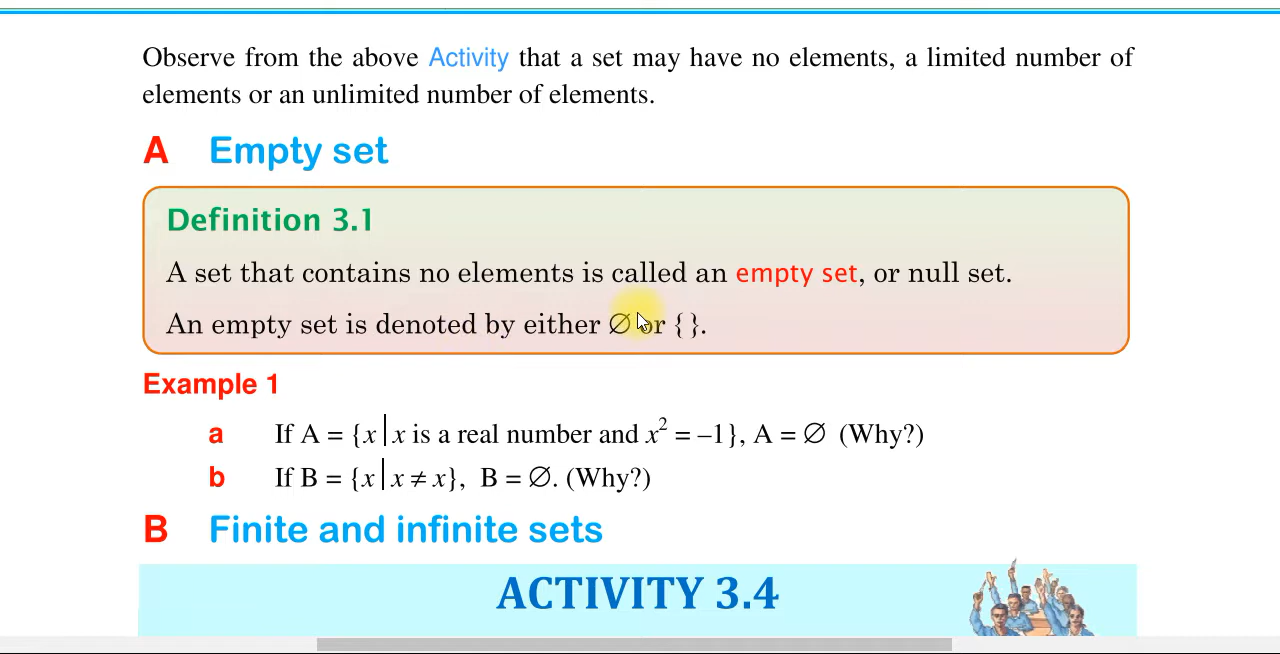 Observe from the above Activity that a set may have no elements, a limited number of
elements or an unlimited number of elements.
A Empty set
Definition 3.1
A set that contains no elements is called an empty set, or null set.
An empty set is denoted by either ∅ or { }.
Example 1
a If A = {x | x is a real number and x² = –1}, A = ∅ (Why?)
b If B = {x | x ≠ x}, B = ∅. (Why?)
B Finite and infinite sets
ACTIVITY 3.4